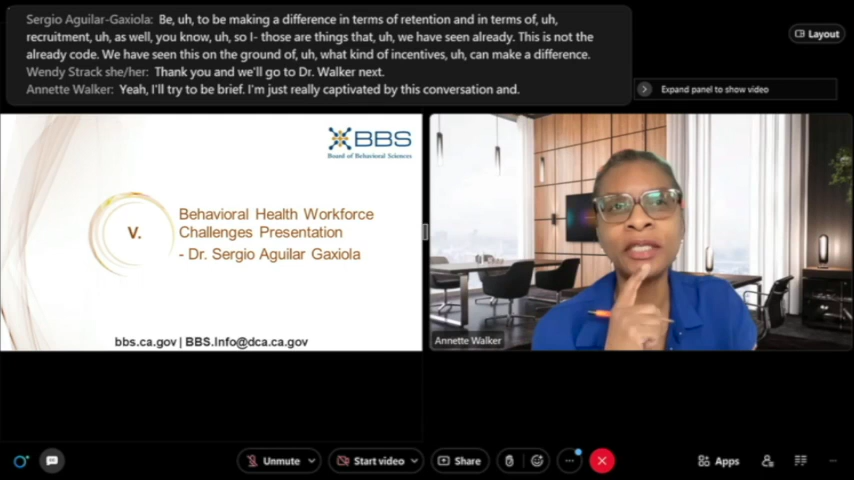 Sergio Aguilar-Gaxiola: Be, uh, to be making a difference in terms of retention and in terms of, uh,
recruitment, uh, as well, you know, uh, so I- those are things that, uh, we have seen already. This is not the
already code. We have seen this on the ground of, uh, what kind of incentives, uh, can make a difference.
Wendy Strack she/her: Thank you and we'll go to Dr. Walker next.
Annette Walker: Yeah, I'll try to be brief. I'm just really captivated by this conversation and.
Layout
Expand panel to show video
BBS
Board of Behavioral Sciences
V.
Behavioral Health Workforce
Challenges Presentation
- Dr. Sergio Aguilar Gaxiola
bbs.ca.gov | BBS.Info@dca.ca.gov
Annette Walker
Unmute
Start video
Share
Apps